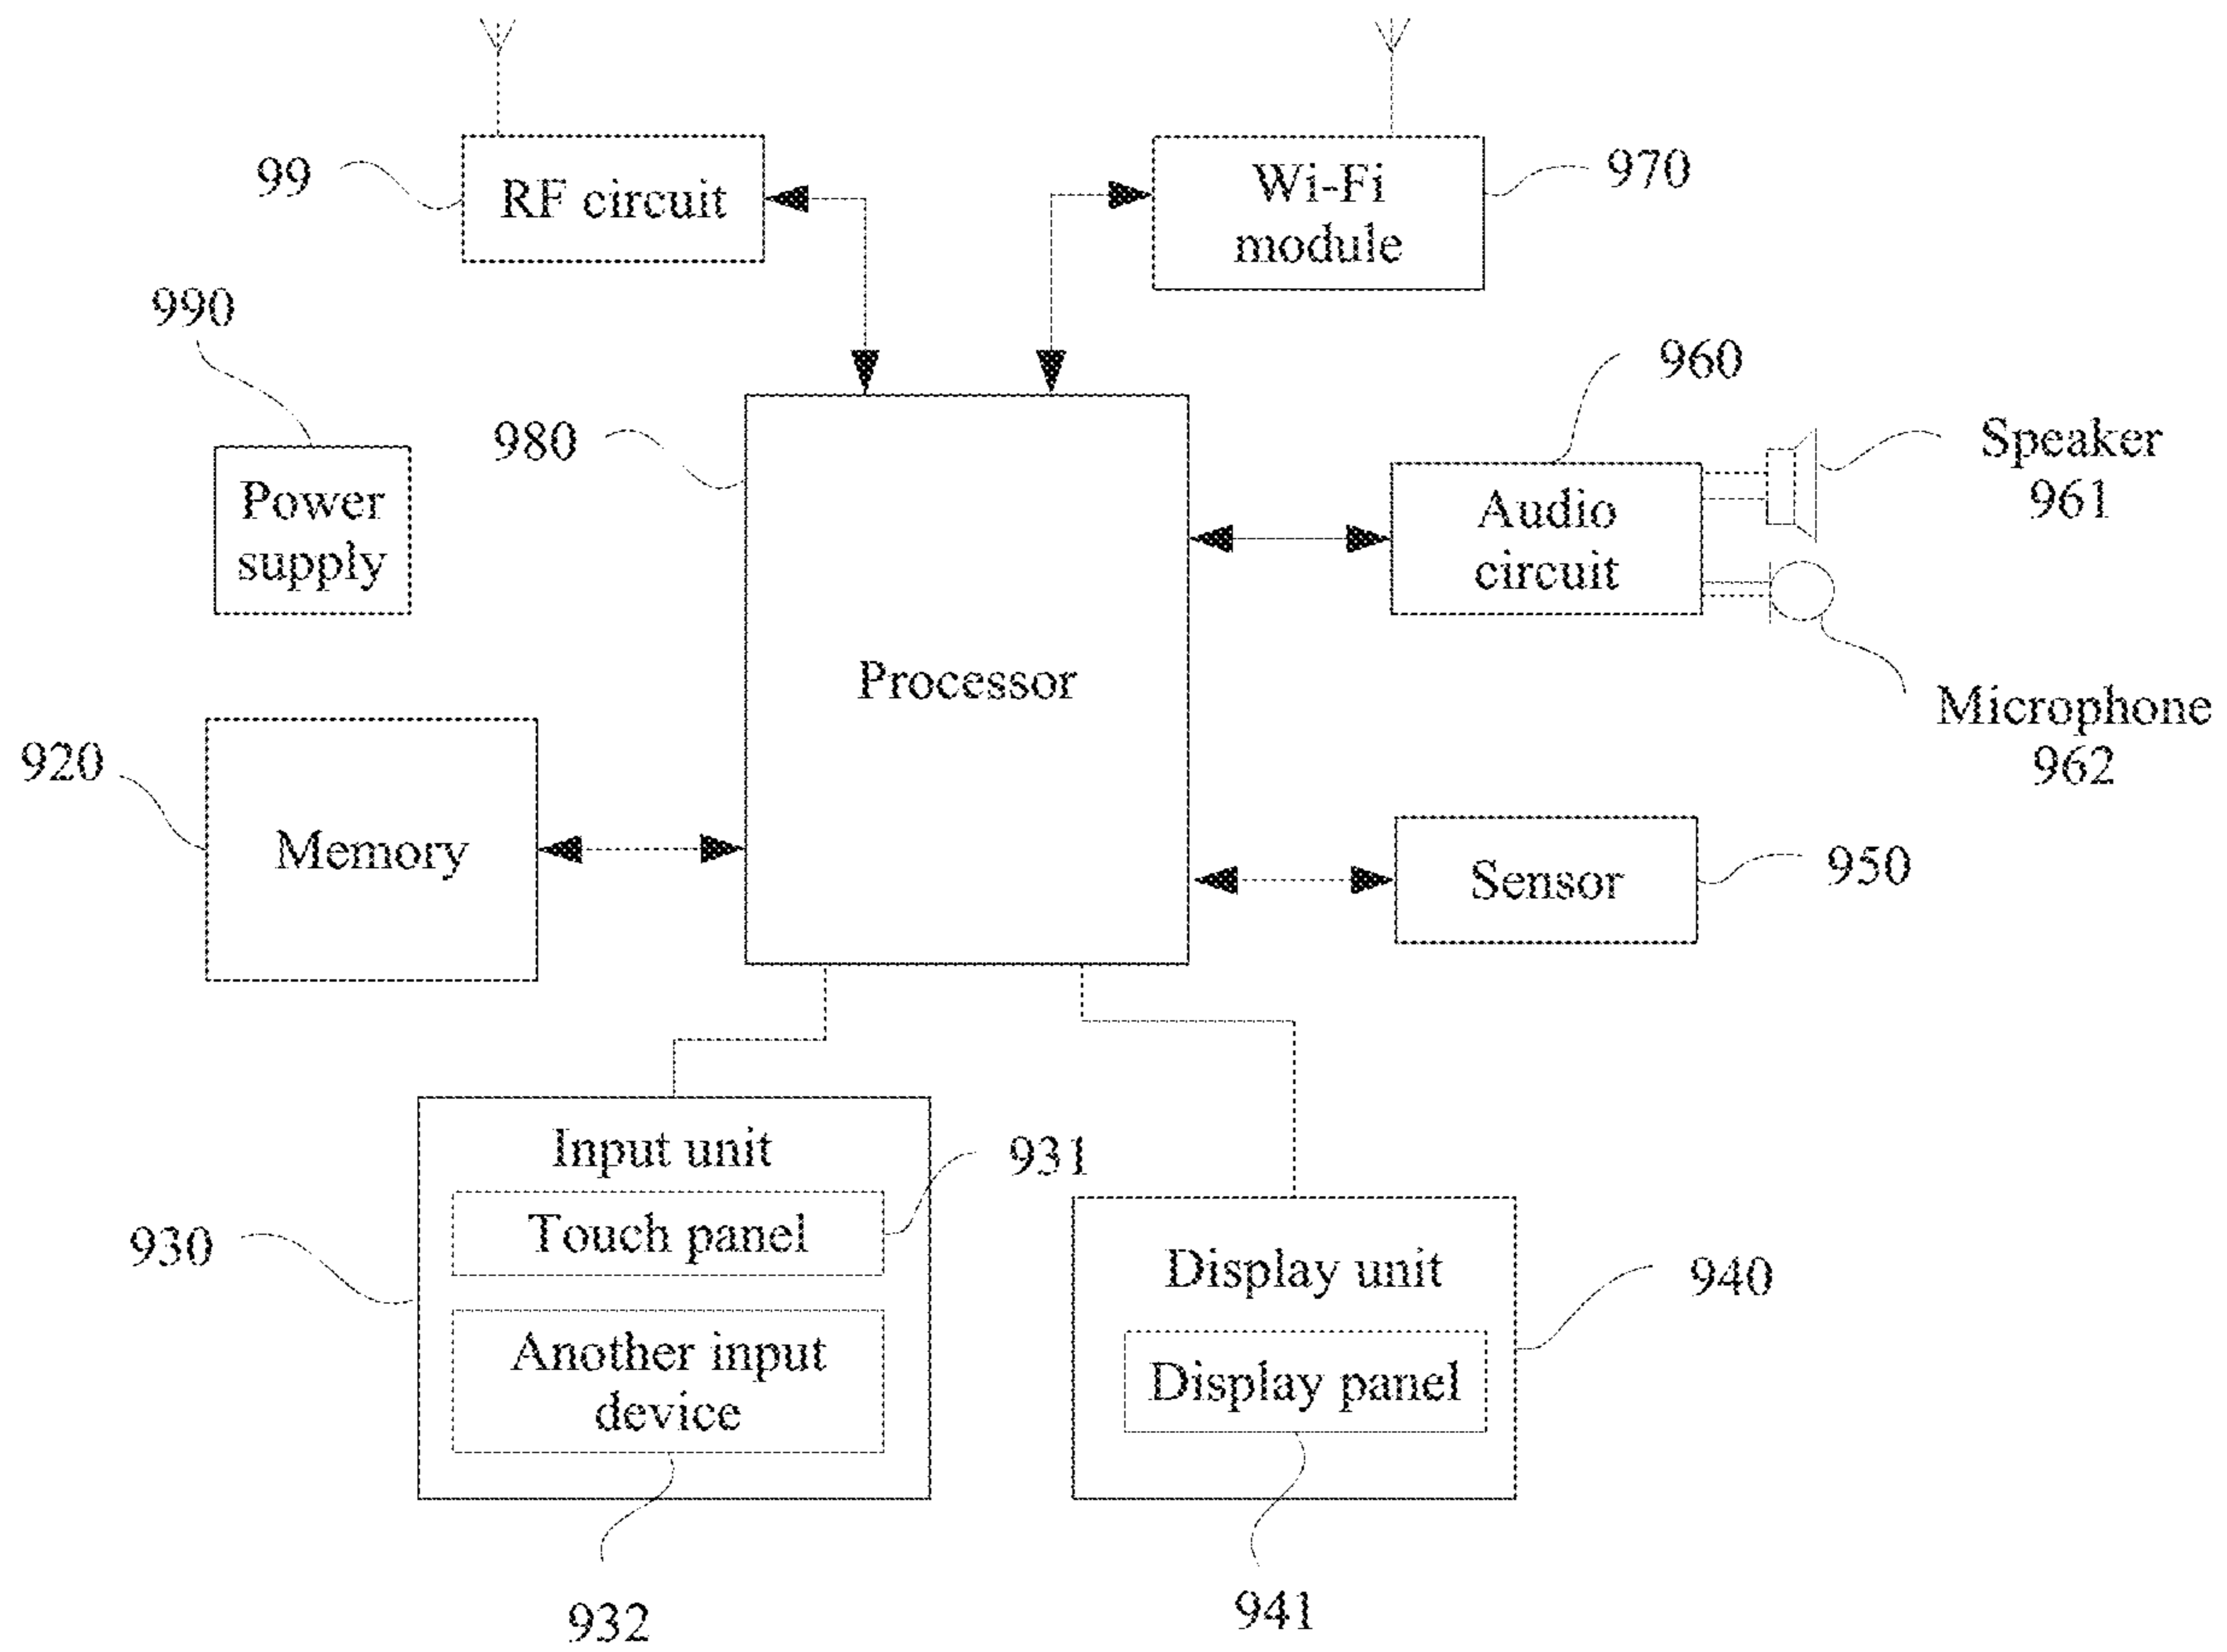 99
RF circuit
Wi-Fi
module
970
990
Power
supply
980
Processor
960
Audio
circuit
Speaker
961
Microphone
962
920
Memory
Sensor
950
930
Input unit
931
Touch panel
Another input
device
932
Display unit
940
Display panel
941